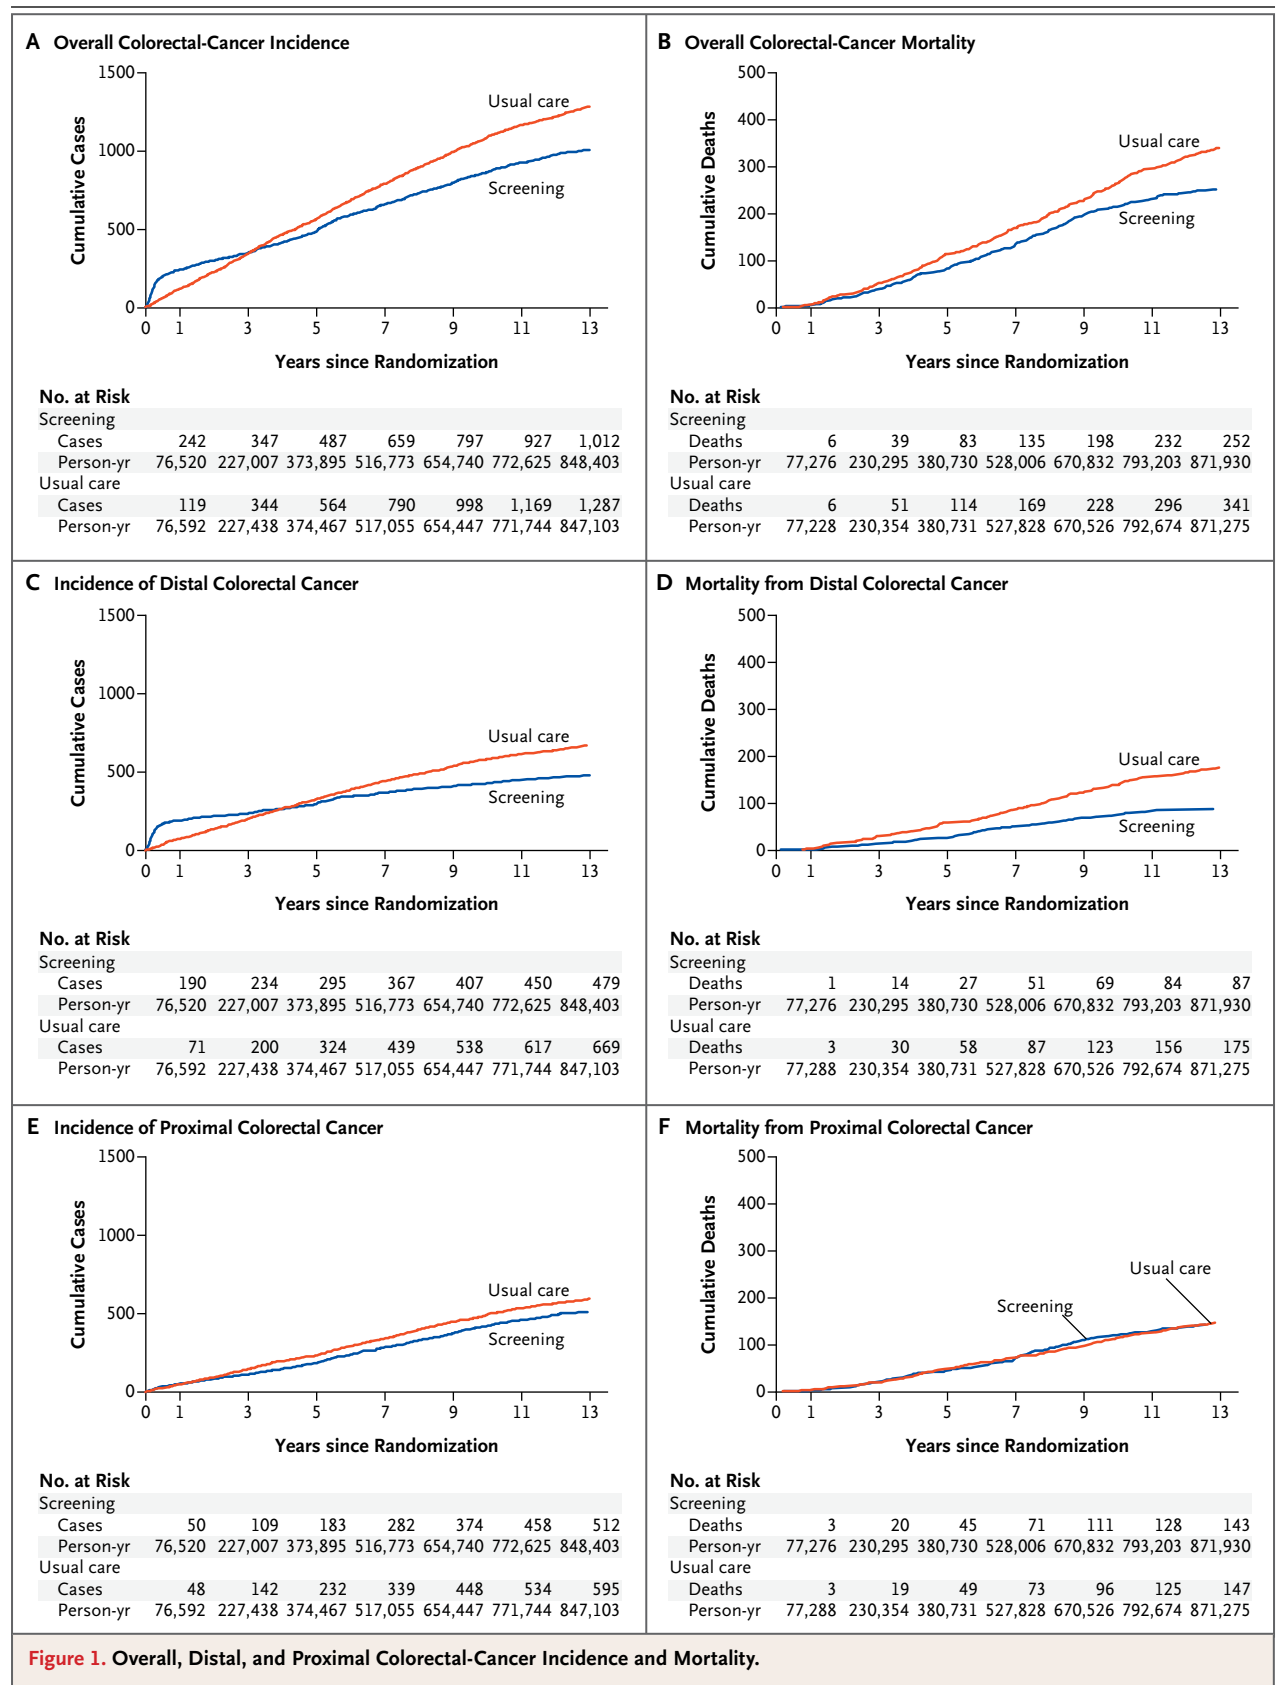 A Overall Colorectal-Cancer Incidence
1500
1000
500
0
Cumulative Cases
Usual care
Screening
0 1 3 5 7 9 11 13
Years since Randomization
No. at Risk
Screening
Cases 242 347 487 659 797 927 1,012
Person-yr 76,520 227,007 373,895 516,773 654,740 772,625 848,403
Usual care
Cases 119 344 564 790 998 1,169 1,287
Person-yr 76,592 227,438 374,467 517,055 654,447 771,744 847,103
B Overall Colorectal-Cancer Mortality
500
400
300
200
100
0
Cumulative Deaths
Usual care
Screening
0 1 3 5 7 9 11 13
Years since Randomization
No. at Risk
Screening
Deaths 6 39 83 135 198 232 252
Person-yr 77,276 230,295 380,730 528,006 670,832 793,203 871,930
Usual care
Deaths 6 51 114 169 228 296 341
Person-yr 77,228 230,354 380,731 527,828 670,526 792,674 871,275
C Incidence of Distal Colorectal Cancer
1500
1000
500
0
Cumulative Cases
Usual care
Screening
0 1 3 5 7 9 11 13
Years since Randomization
No. at Risk
Screening
Cases 190 234 295 367 407 450 479
Person-yr 76,520 227,007 373,895 516,773 654,740 772,625 848,403
Usual care
Cases 71 200 324 439 538 617 669
Person-yr 76,592 227,438 374,467 517,055 654,447 771,744 847,103
D Mortality from Distal Colorectal Cancer
500
400
300
200
100
0
Cumulative Deaths
Usual care
Screening
0 1 3 5 7 9 11 13
Years since Randomization
No. at Risk
Screening
Deaths 1 14 27 51 69 84 87
Person-yr 77,276 230,295 380,730 528,006 670,832 793,203 871,930
Usual care
Deaths 3 30 58 87 123 156 175
Person-yr 77,288 230,354 380,731 527,828 670,526 792,674 871,275
E Incidence of Proximal Colorectal Cancer
1500
1000
500
0
Cumulative Cases
Usual care
Screening
0 1 3 5 7 9 11 13
Years since Randomization
No. at Risk
Screening
Cases 50 109 183 282 374 458 512
Person-yr 76,520 227,007 373,895 516,773 654,740 772,625 848,403
Usual care
Cases 48 142 232 339 448 534 595
Person-yr 76,592 227,438 374,467 517,055 654,447 771,744 847,103
F Mortality from Proximal Colorectal Cancer
500
400
300
200
100
0
Cumulative Deaths
Usual care
Screening
0 1 3 5 7 9 11 13
Years since Randomization
No. at Risk
Screening
Deaths 3 20 45 71 111 128 143
Person-yr 77,276 230,295 380,730 528,006 670,832 793,203 871,930
Usual care
Deaths 3 19 49 73 96 125 147
Person-yr 77,288 230,354 380,731 527,828 670,526 792,674 871,275
Figure 1. Overall, Distal, and Proximal Colorectal-Cancer Incidence and Mortality.